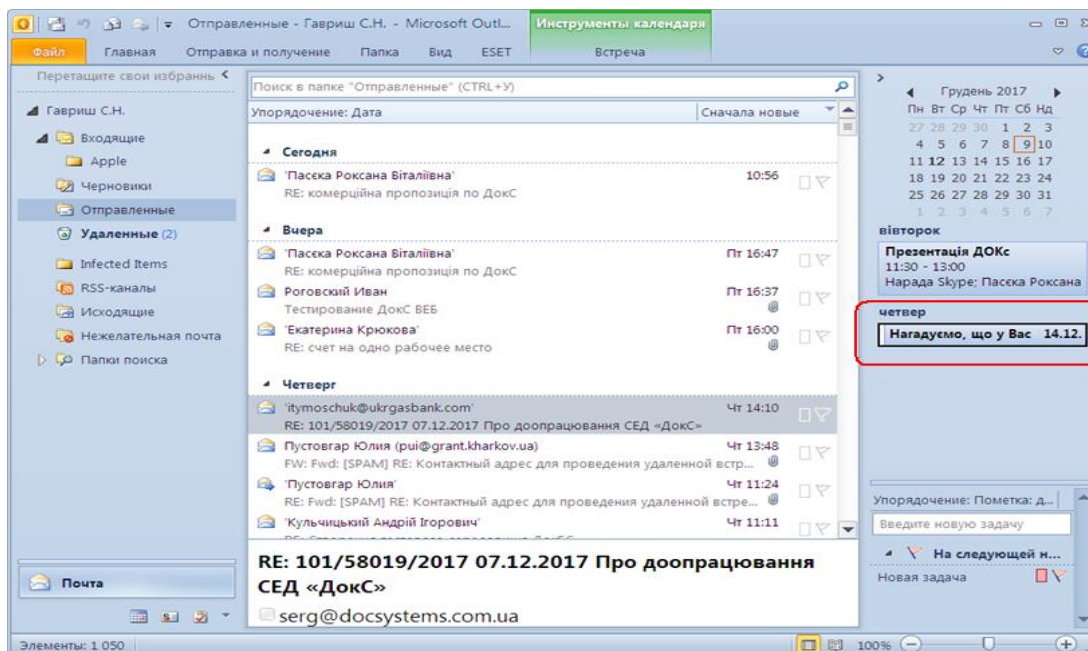 Отправленные - Гавриш С.Н. - Microsoft Outl...
Инструменты календаря
Файл Главная Отправка и получение Папка Вид ESET Встреча
Перетащите свои избраннь
Гавриш С.Н.
Входящие
Apple
Черновики
Отправленные
Удаленные (2)
Infected Items
RSS-каналы
Исходящие
Нежелательная почта
Папки поиска
Почта
Поиск в папке "Отправленные" (CTRL+У)
Упорядочение: Дата Сначала новые
Сегодня
'Пасєка Роксана Віталіївна' 10:56
RE: комерційна пропозиція по ДокС
Вчера
'Пасєка Роксана Віталіївна' Пт 16:47
RE: комерційна пропозиція по ДокС
Роговский Иван Пт 16:37
Тестирование ДокС ВЕБ
'Екатерина Крюкова' Пт 16:00
RE: счет на одно рабочее место
Четверг
'itymoschuk@ukrgasbank.com' Чт 14:10
RE: 101/58019/2017 07.12.2017 Про доопрацювання СЕД «ДокС»
Пустовгар Юлия (pui@grant.kharkov.ua) Чт 13:48
FW: Fwd: [SPAM] RE: Контактный адрес для проведения удаленной встр...
'Пустовгар Юлия' Чт 11:24
RE: Fwd: [SPAM] RE: Контактный адрес для проведения удаленной встре...
'Кульчицький Андрій Ігорович' Чт 11:11
RE: 101/58019/2017 07.12.2017 Про доопрацювання
СЕД «ДокС»
serg@docsystems.com.ua
Грудень 2017
Пн Вт Ср Чт Пт Сб Нд
27 28 29 30 1 2 3
4 5 6 7 8 9 10
11 12 13 14 15 16 17
18 19 20 21 22 23 24
25 26 27 28 29 30 31
1 2 3 4 5 6 7
вівторок
Презентація ДОКс
11:30 - 13:00
Нарада Skype; Пасєка Роксана
четвер
Нагадуємо, що у Вас 14.12.
Упорядочение: Пометка: д...
Введите новую задачу
На следующей н...
Новая задача
Элементы: 1 050
100%